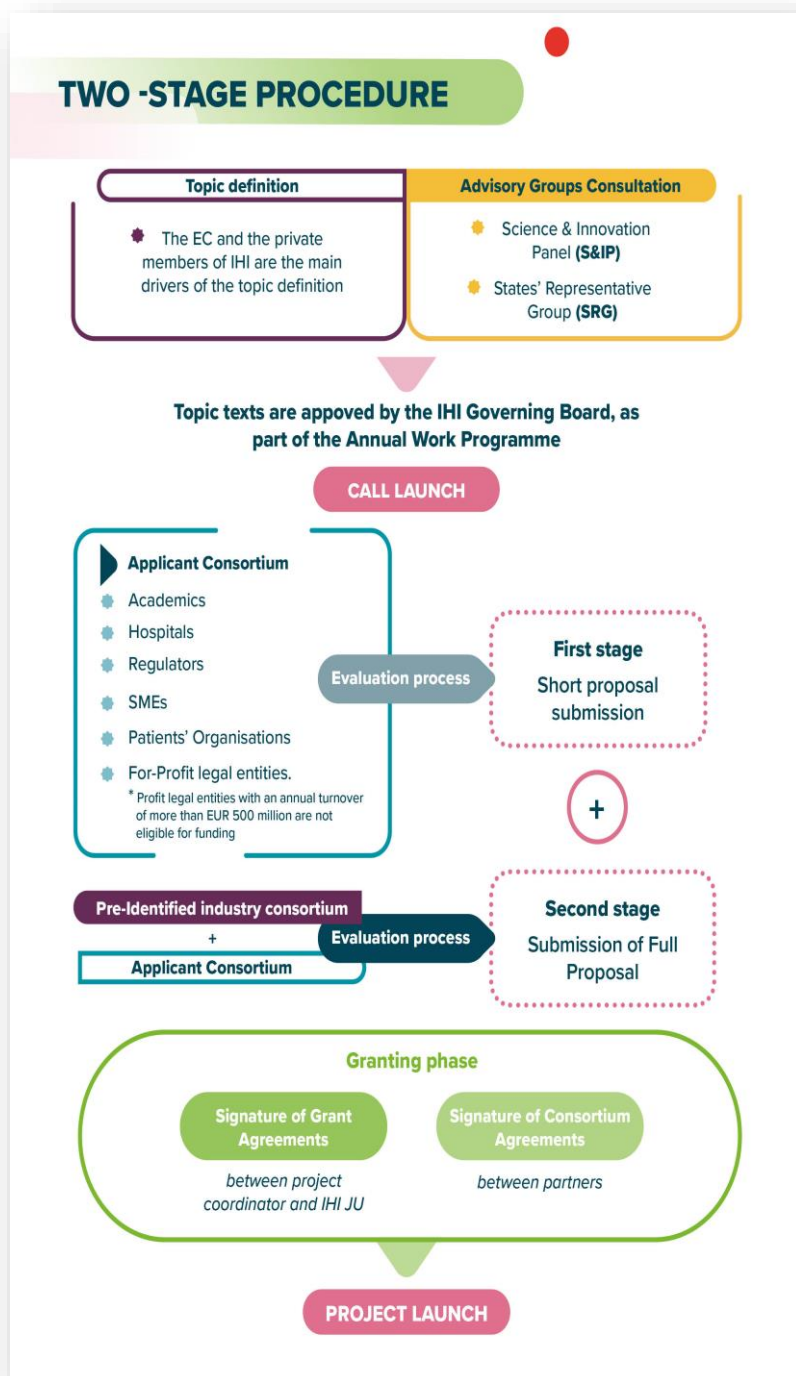 TWO -STAGE PROCEDURE
Topic definition
The EC and the private
members of IHI are the main
drivers of the topic definition
Advisory Groups Consultation
Science & Innovation
Panel (S&IP)
States’ Representative
Group (SRG)
Topic texts are appoved by the IHI Governing Board, as
part of the Annual Work Programme
CALL LAUNCH
Applicant Consortium
Academics
Hospitals
Regulators
SMEs
Patients’ Organisations
For-Profit legal entities.
* Profit legal entities with an annual turnover
of more than EUR 500 million are not
eligible for funding
Evaluation process
First stage
Short proposal
submission
+
Pre-Identified industry consortium
+
Applicant Consortium
Evaluation process
Second stage
Submission of Full
Proposal
Granting phase
Signature of Grant
Agreements
between project
coordinator and IHI JU
Signature of Consortium
Agreements
between partners
PROJECT LAUNCH